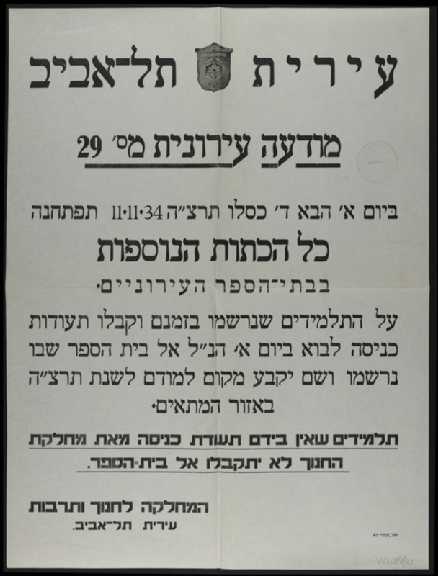 עירית תל־אביב
מודעה עירונית מס׳ 29
ביום א׳ הבא ד׳ כסלו תרצ״ה 11·11·34 תפתחנה
כל הכתות הנוספות
בבתי־הספר העירוניים.
על התלמידים שנרשמו בזמנם וקבלו תעודות
כניסה לבוא ביום א׳ הנ״ל אל בית הספר שבו
נרשמו ושם יקבע מקום למודם לשנת תרצ״ה
באזור המתאים.
תלמידים שאין בידם תעודת כניסה מאת מחלקת
החנוך לא יתקבלו אל בית־הספר.
המחלקה לחנוך ותרבות
עירית תל־אביב.